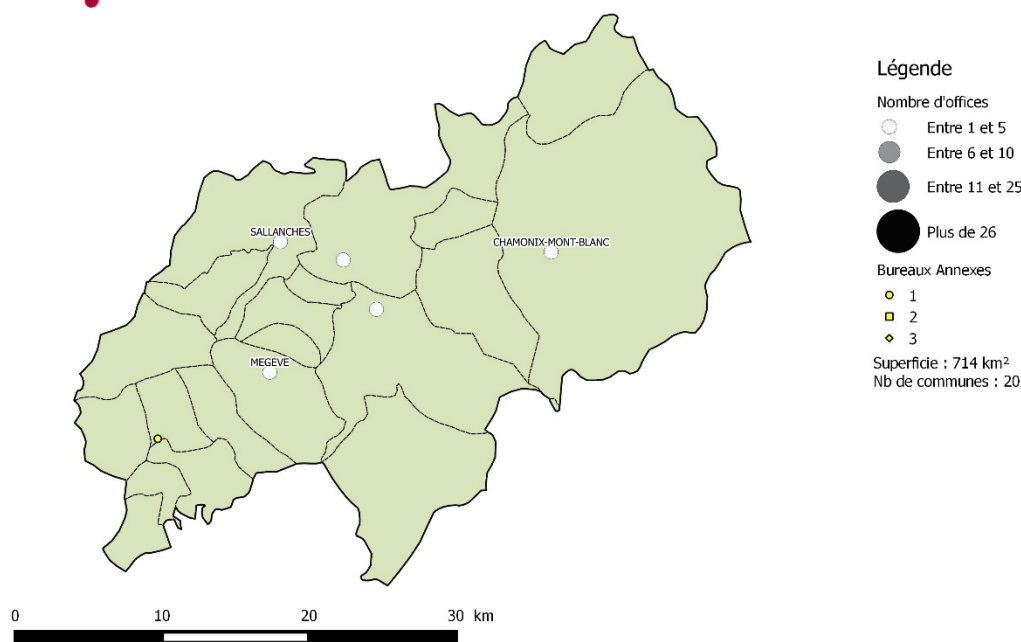 SALLANCHES
CHAMONIX-MONT-BLANC
MEGEVE
Légende
Nombre d'offices
Entre 1 et 5
Entre 6 et 10
Entre 11 et 25
Plus de 26
Bureaux Annexes
1
2
3
Superficie : 714 km²
Nb de communes : 20
0 10 20 30 km